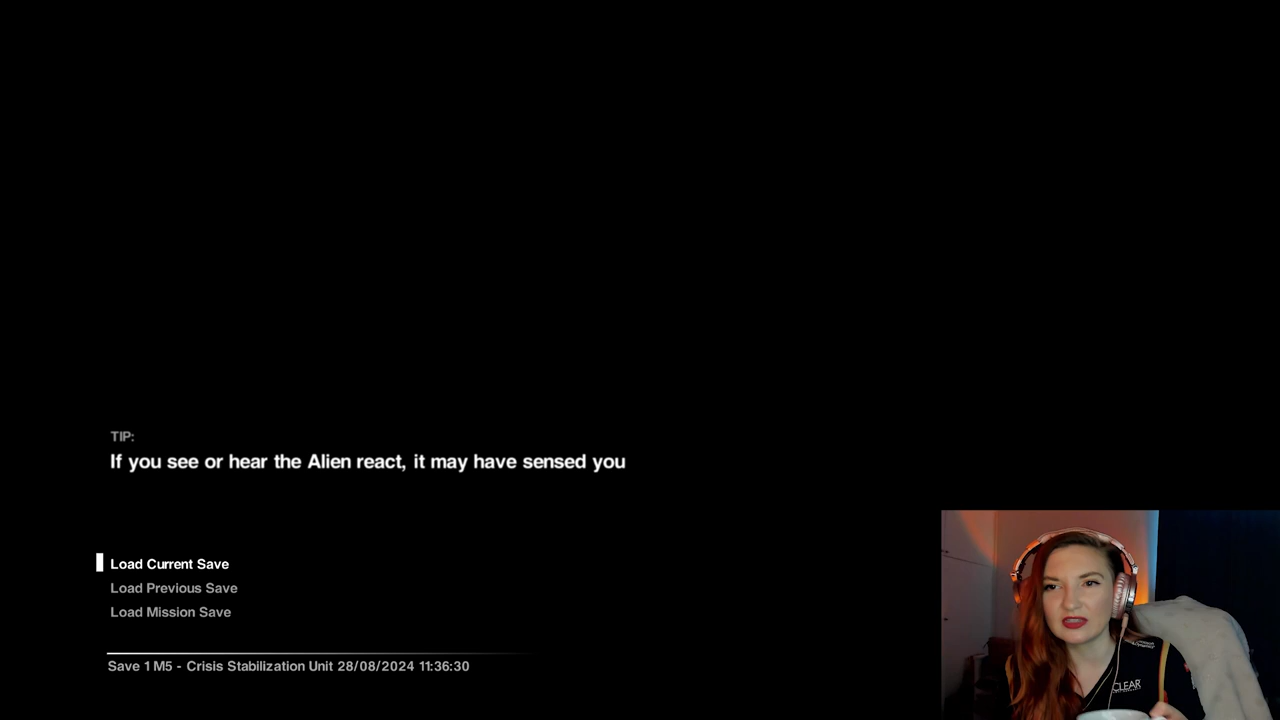 TIP:
If you see or hear the Alien react, it may have sensed you
Load Current Save
Load Previous Save
Load Mission Save
Save 1 M5 - Crisis Stabilization Unit 28/08/2024 11:36:30
CLEAR